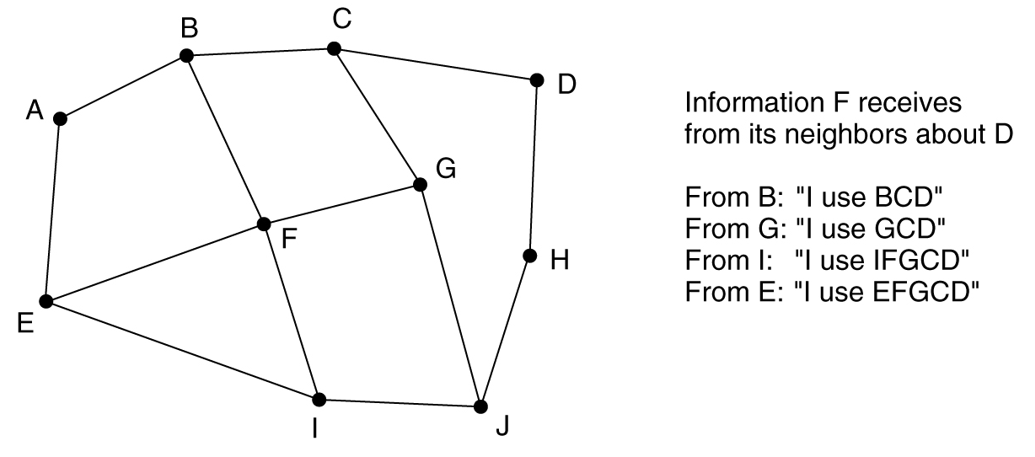 B
C
A
D
G
F
H
E
I
J
Information F receives
from its neighbors about D
From B: "I use BCD"
From G: "I use GCD"
From I: "I use IFGCD"
From E: "I use EFGCD"